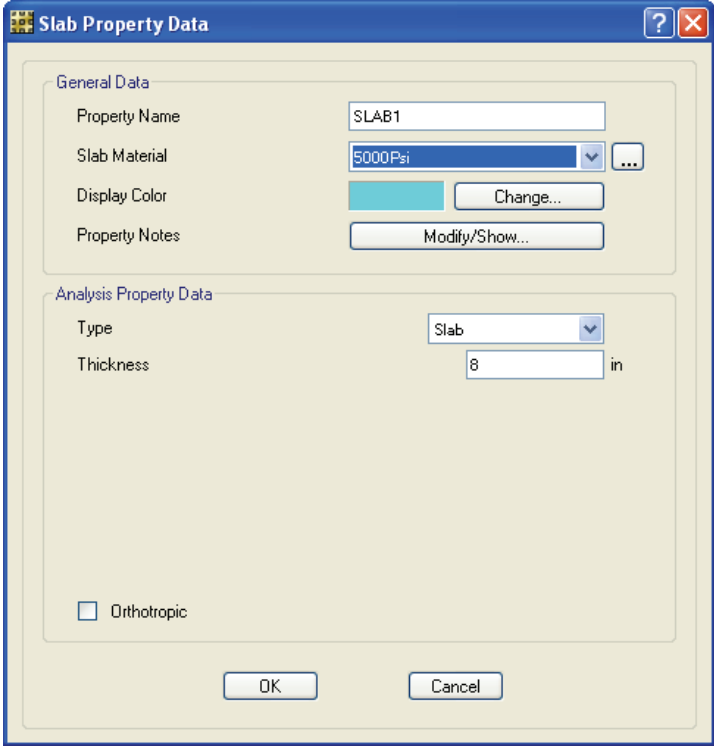 Slab Property Data
General Data
Property Name SLAB1
Slab Material 5000Psi ...
Display Color Change...
Property Notes Modify/Show...
Analysis Property Data
Type Slab
Thickness 8 in
Orthotropic
OK Cancel